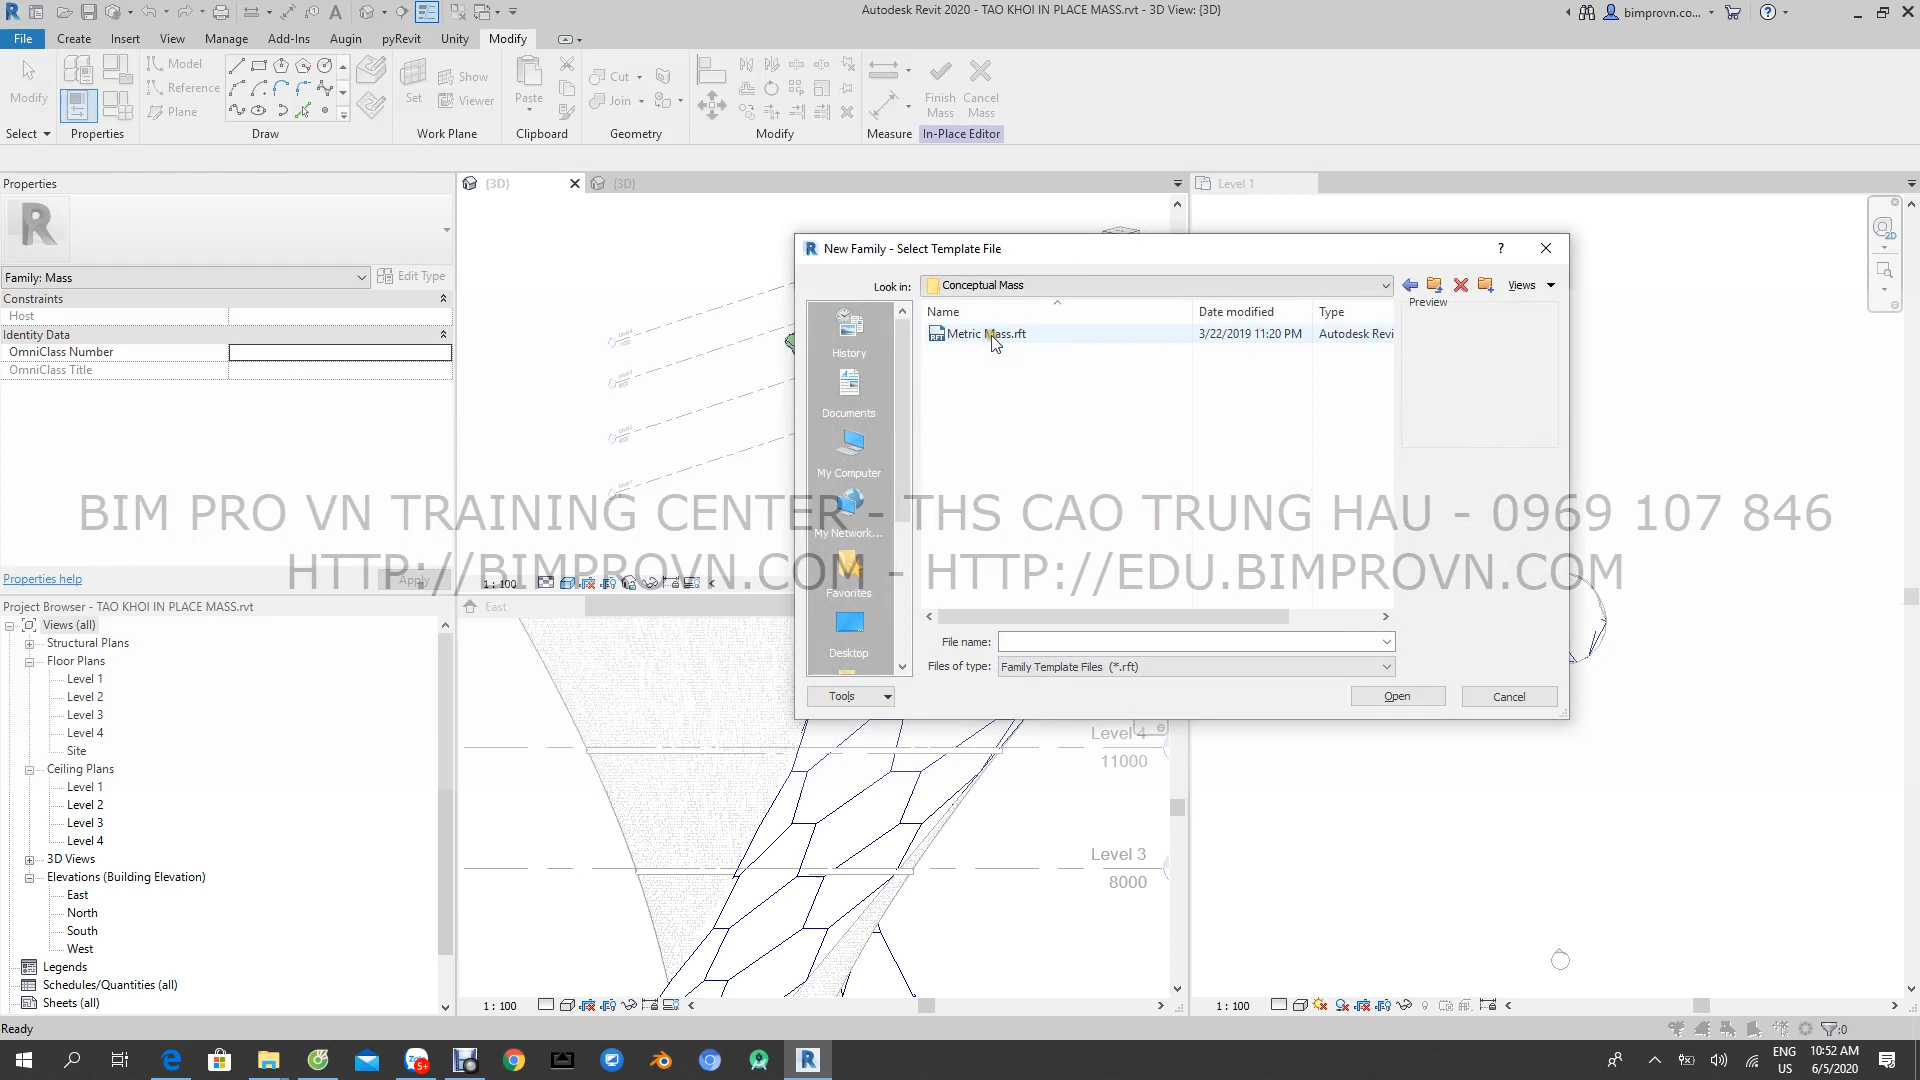 Autodesk Revit 2020 - TAO KHOI IN PLACE MASS.rvt - 3D View: {3D}
bimprovn.co...
File Create Insert View Manage Add-Ins Augin pyRevit Unity Modify
Modify
Model
Reference
Plane
Set
Show
Viewer
Paste
Cut
Join
Finish Mass
Cancel Mass
Select Properties Draw Work Plane Clipboard Geometry Modify Measure In-Place Editor
Properties
{3D}
{3D}
Level 1
Family: Mass
Edit Type
Constraints
Host
Identity Data
OmniClass Number
OmniClass Title
New Family - Select Template File
?
Look in: Conceptual Mass
Views
Preview
Name Date modified Type
Metric Mass.rft 3/22/2019 11:20 PM Autodesk Revi
History
Documents
My Computer
My Network...
Favorites
Desktop
BIM PRO VN TRAINING CENTER - THS CAO TRUNG HAU - 0969 107 846
HTTP://BIMPROVN.COM - HTTP://EDU.BIMPROVN.COM
File name:
Files of type: Family Template Files (*.rft)
Tools
Open
Cancel
Properties help
Apply
1 : 100
Project Browser - TAO KHOI IN PLACE MASS.rvt
East
Views (all)
Structural Plans
Floor Plans
Level 1
Level 2
Level 3
Level 4
Site
Ceiling Plans
Level 1
Level 2
Level 3
Level 4
3D Views
Elevations (Building Elevation)
East
North
South
West
Legends
Schedules/Quantities (all)
Sheets (all)
Level 4
11000
Level 3
8000
1 : 100
1 : 100
Ready
:0
ENG
US
10:52 AM
6/5/2020